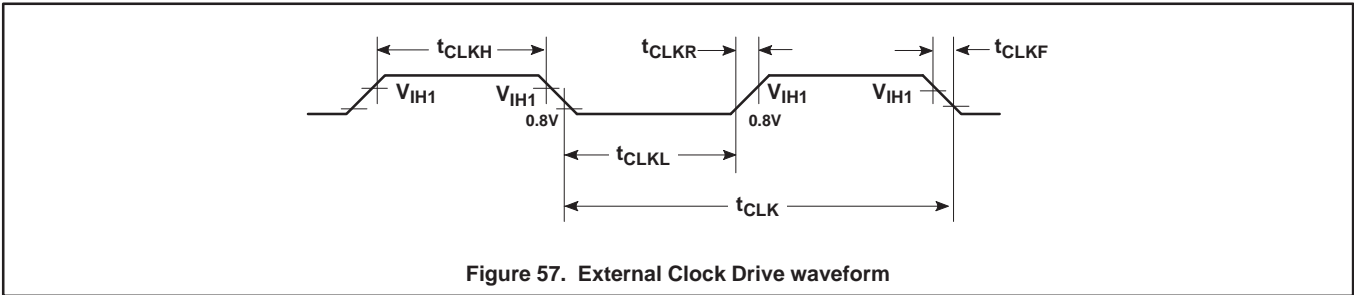 tCLKH tCLKR tCLKF
VIH1 VIH1 VIH1 VIH1
0.8V 0.8V
tCLKL
tCLK
Figure 57. External Clock Drive waveform